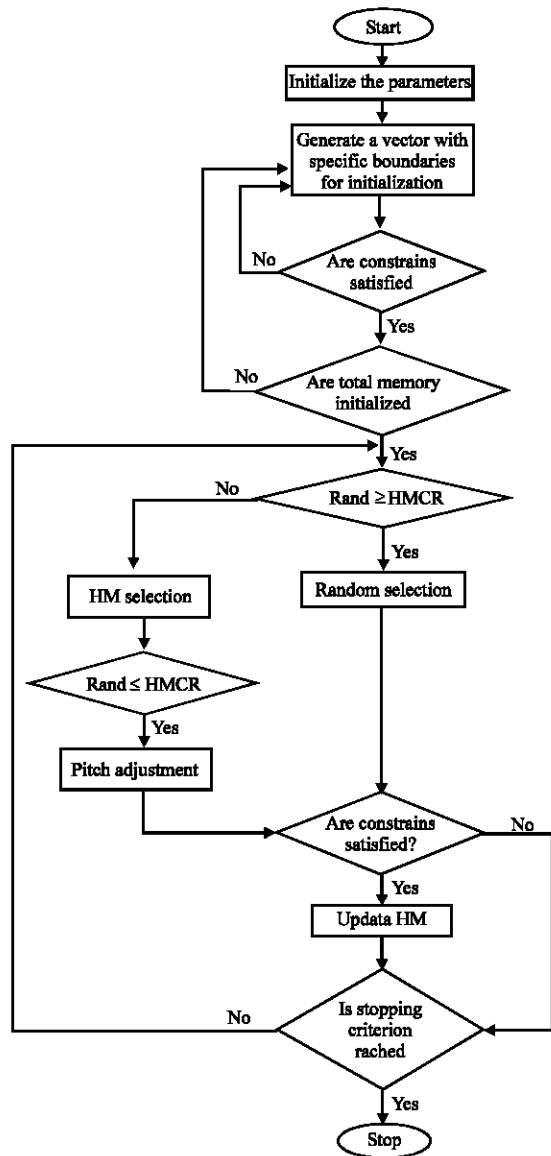 Start
Initialize the parameters
Generate a vector with
specific boundaries
for initialization
No
Are constrains
satisfied
Yes
No
Are total memory
initialized
Yes
No
Rand ≥HMCR
Yes
HM selection
Random selection
Rand ≤ HMCR
Yes
Pitch adjustment
Are constrains
satisfied?
No
Yes
Updata HM
No
Is stopping
criterion
rached
Yes
Stop